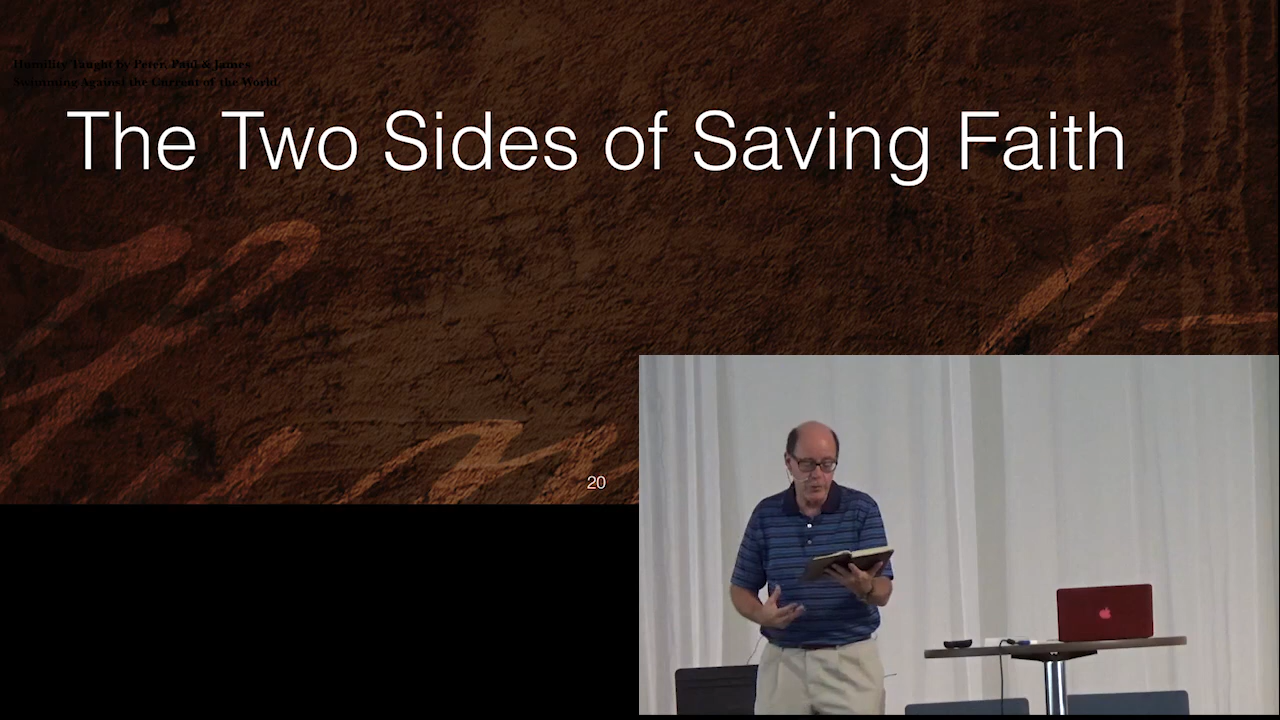 Humility Taught by Peter, Paul & James
Swimming Against the Current of the World
The Two Sides of Saving Faith
20